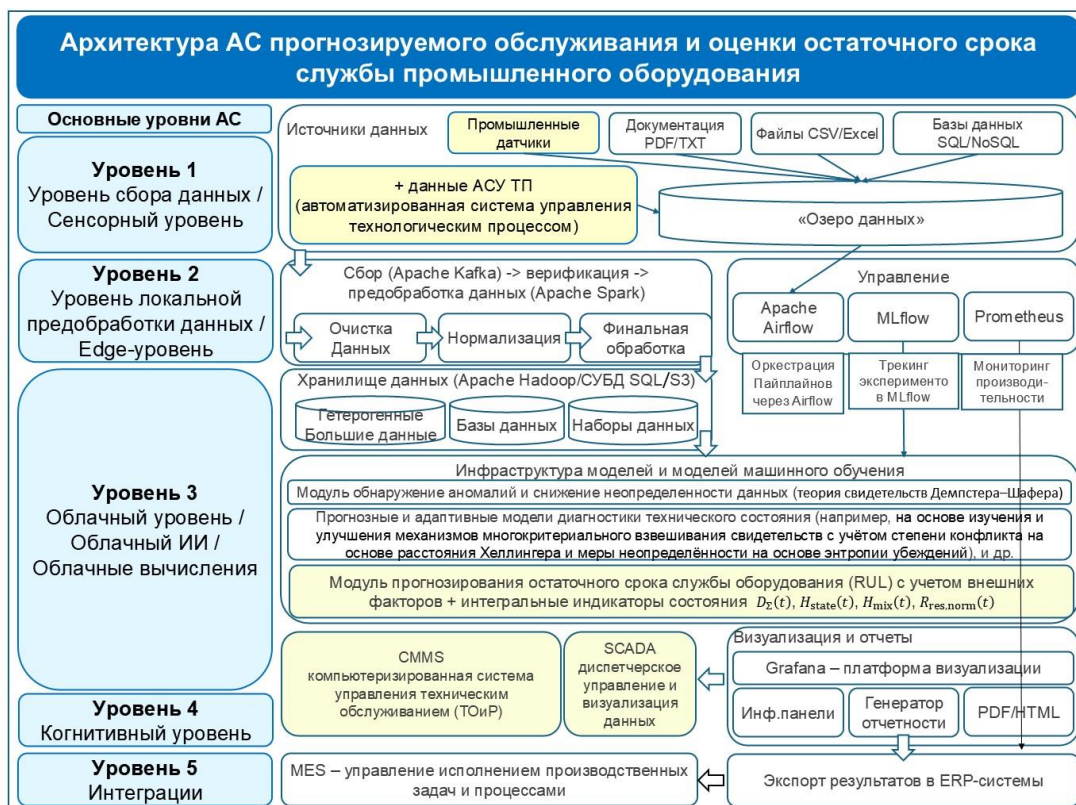 Архитектура АС прогнозируемого обслуживания и оценки остаточного срока
службы промышленного оборудования
Основные уровни АС
Уровень 1
Уровень сбора данных /
Сенсорный уровень
Источники данных
Промышленные
датчики
Документация
PDF/TXT
Файлы CSV/Excel
Базы данных
SQL/NoSQL
+ данные АСУ ТП
(автоматизированная система управления
технологическим процессом)
«Озеро данных»
Уровень 2
Уровень локальной
предобработки данных /
Edge-уровень
Сбор (Apache Kafka) -> верификация ->
предобработка данных (Apache Spark)
Очистка
Данных
Нормализация
Финальная
обработка
Управление
Apache
Airflow
MLflow
Prometheus
Оркестрация
Пайплайнов
через Airflow
Трекинг
эксперименто
в MLflow
Мониторинг
производи-
тельности
Уровень 3
Облачный уровень /
Облачный ИИ /
Облачные вычисления
Хранилище данных (Apache Hadoop/СУБД SQL/S3)
Гетерогенные
Большие данные
Базы данных
Наборы данных
Инфраструктура моделей и моделей машинного обучения
Модуль обнаружение аномалий и снижение неопределенности данных (теория свидетельств Демпстера–Шафера)
Прогнозные и адаптивные модели диагностики технического состояния (например, на основе изучения и
улучшения механизмов многокритериального взвешивания свидетельств с учётом степени конфликта на
основе расстояния Хеллингера и меры неопределённости на основе энтропии убеждений), и др.
Модуль прогнозирования остаточного срока службы оборудования (RUL) с учетом внешних
факторов + интегральные индикаторы состояния D_Σ(t), H_state(t), H_mix(t), R_res,norm(t)
CMMS
компьютеризированная система
управления техническим
обслуживанием (ТОиР)
SCADA
диспетчерское
управление и
визуализация
данных
Визуализация и отчеты
Grafana – платформа визуализации
Инф.панели
Генератор
отчетности
PDF/HTML
Уровень 4
Когнитивный уровень
Уровень 5
Интеграции
MES – управление исполнением производственных
задач и процессами
Экспорт результатов в ERP-системы